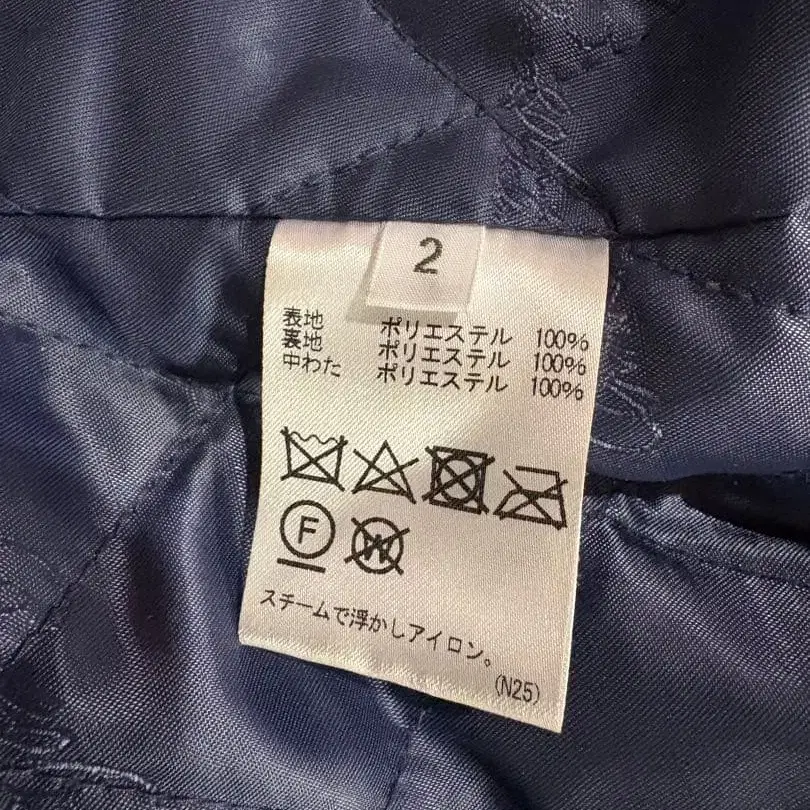 2
表地 ポリエステル 100%
裏地 ポリエステル 100%
中わた ポリエステル 100%
F W
スチームで浮かしアイロン。
(N25)